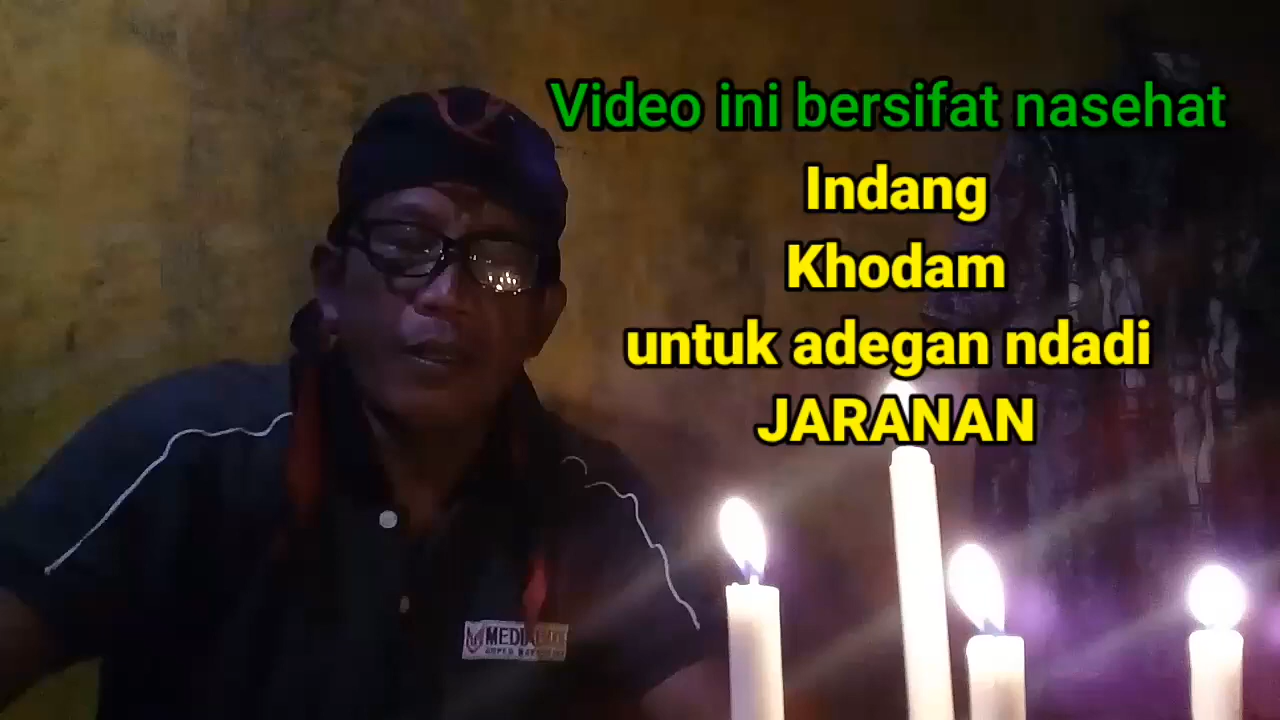 Video ini bersifat nasehat
Indang
Khodam
untuk adegan ndadi
JARANAN